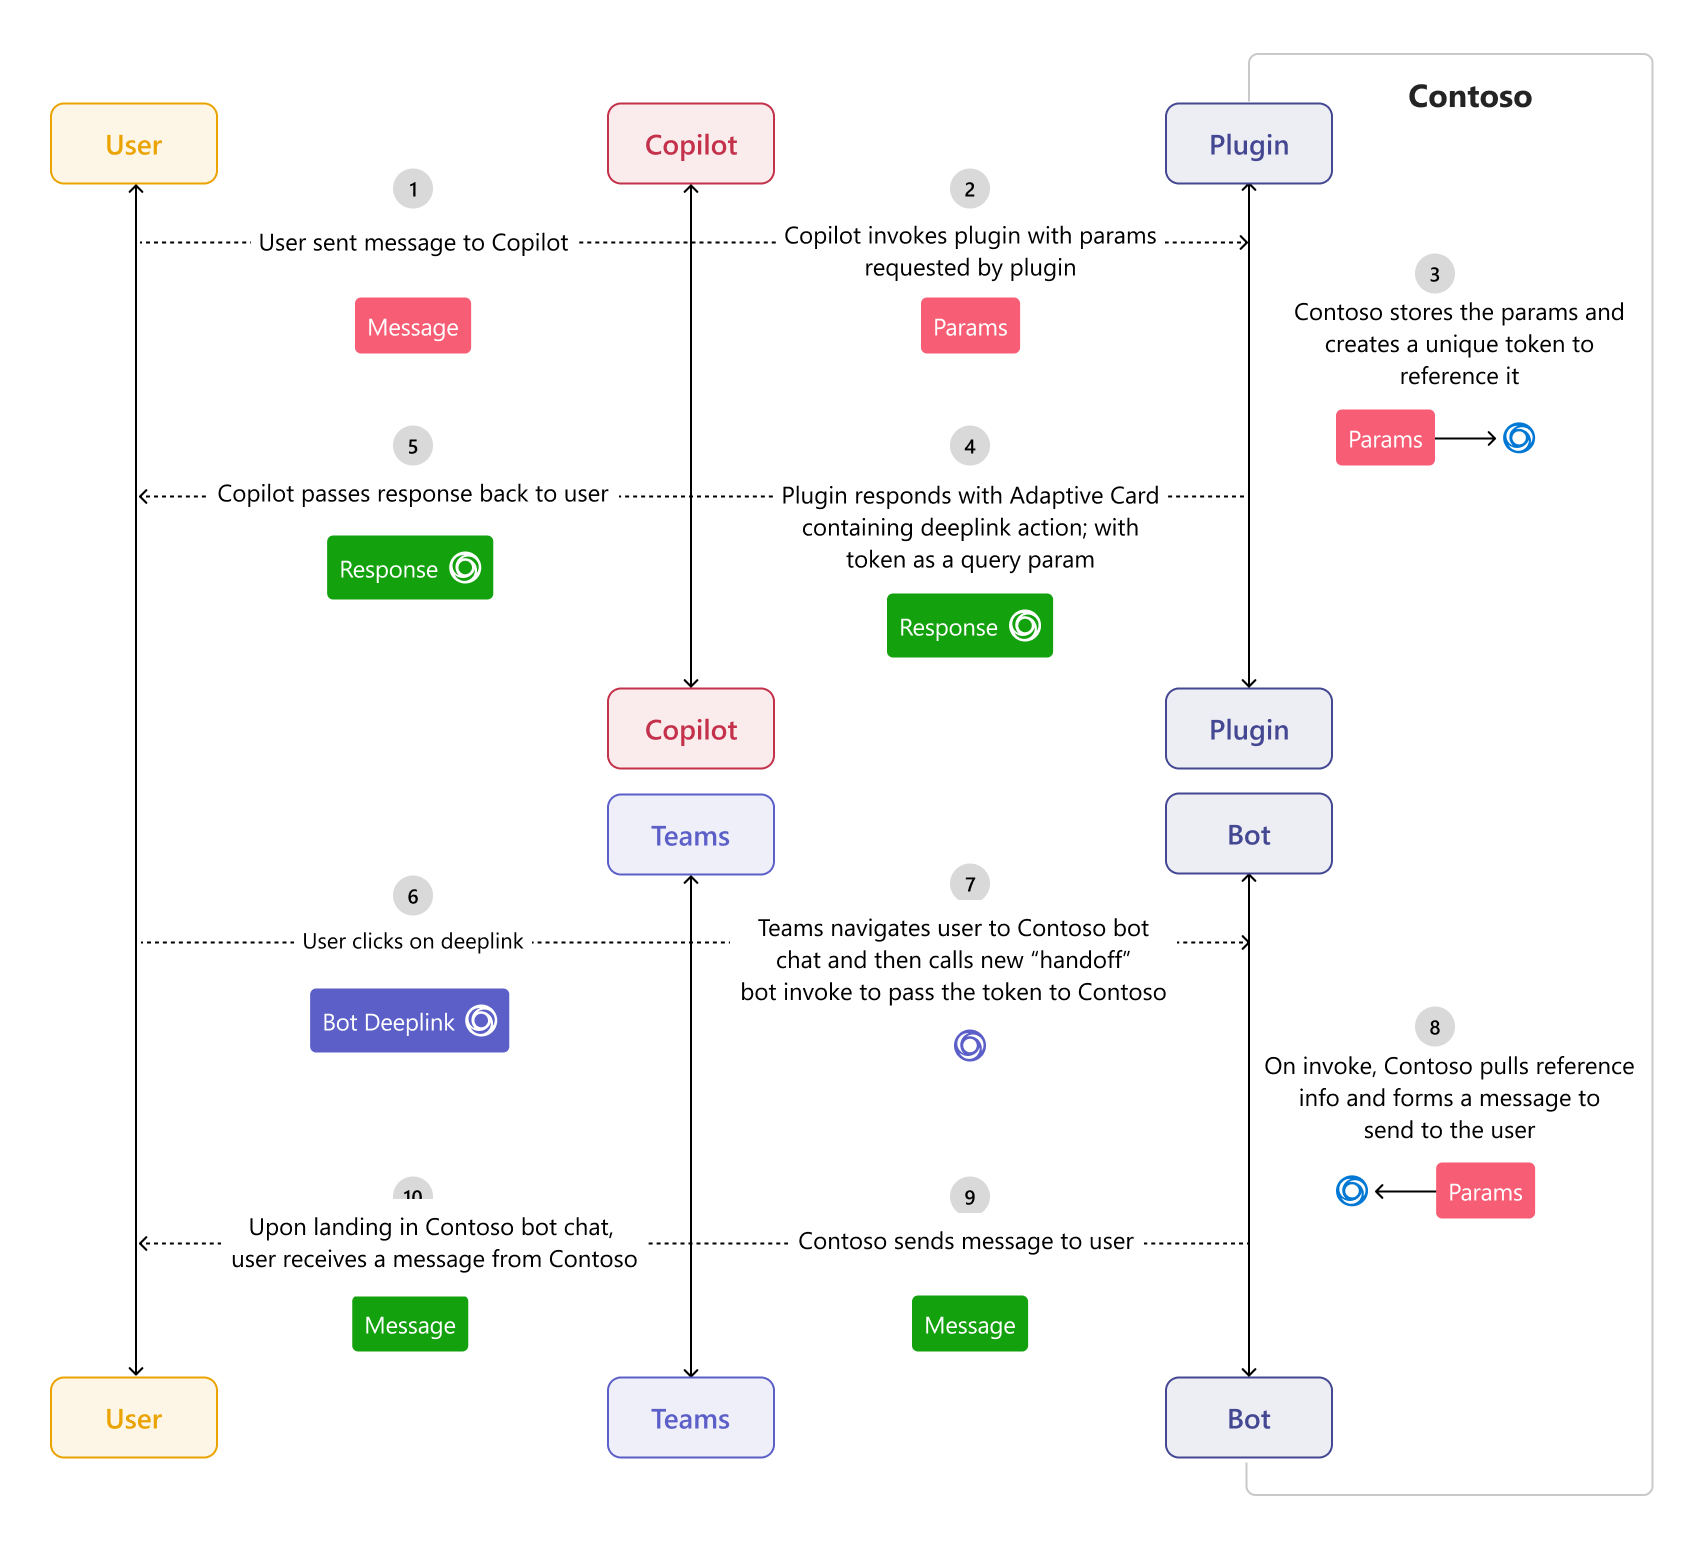 Contoso
User
Copilot
Plugin
1
User sent message to Copilot
Message
2
Copilot invokes plugin with params
requested by plugin
Params
3
Contoso stores the params and
creates a unique token to
reference it
Params
5
Copilot passes response back to user
Response
4
Plugin responds with Adaptive Card
containing deeplink action; with
token as a query param
Response
Copilot
Plugin
Teams
Bot
6
User clicks on deeplink
Bot Deeplink
7
Teams navigates user to Contoso bot
chat and then calls new “handoff”
bot invoke to pass the token to Contoso
8
On invoke, Contoso pulls reference
info and forms a message to
send to the user
Params
10
Upon landing in Contoso bot chat,
user receives a message from Contoso
Message
9
Contoso sends message to user
Message
User
Teams
Bot